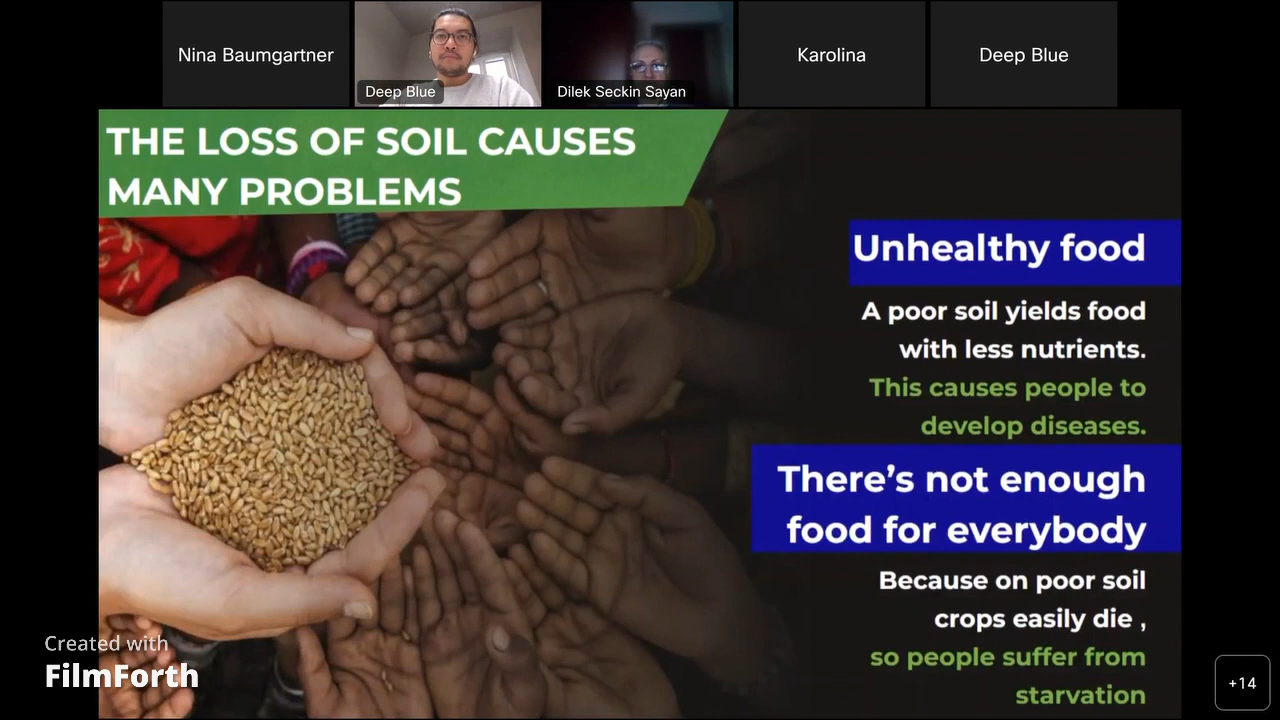 Nina Baumgartner
Deep Blue
Dilek Seckin Sayan
Karolina
Deep Blue
THE LOSS OF SOIL CAUSES
MANY PROBLEMS
Unhealthy food
A poor soil yields food
with less nutrients.
This causes people to
develop diseases.
There's not enough
food for everybody
Because on poor soil
crops easily die ,
so people suffer from
starvation
Created with
FilmForth
+14